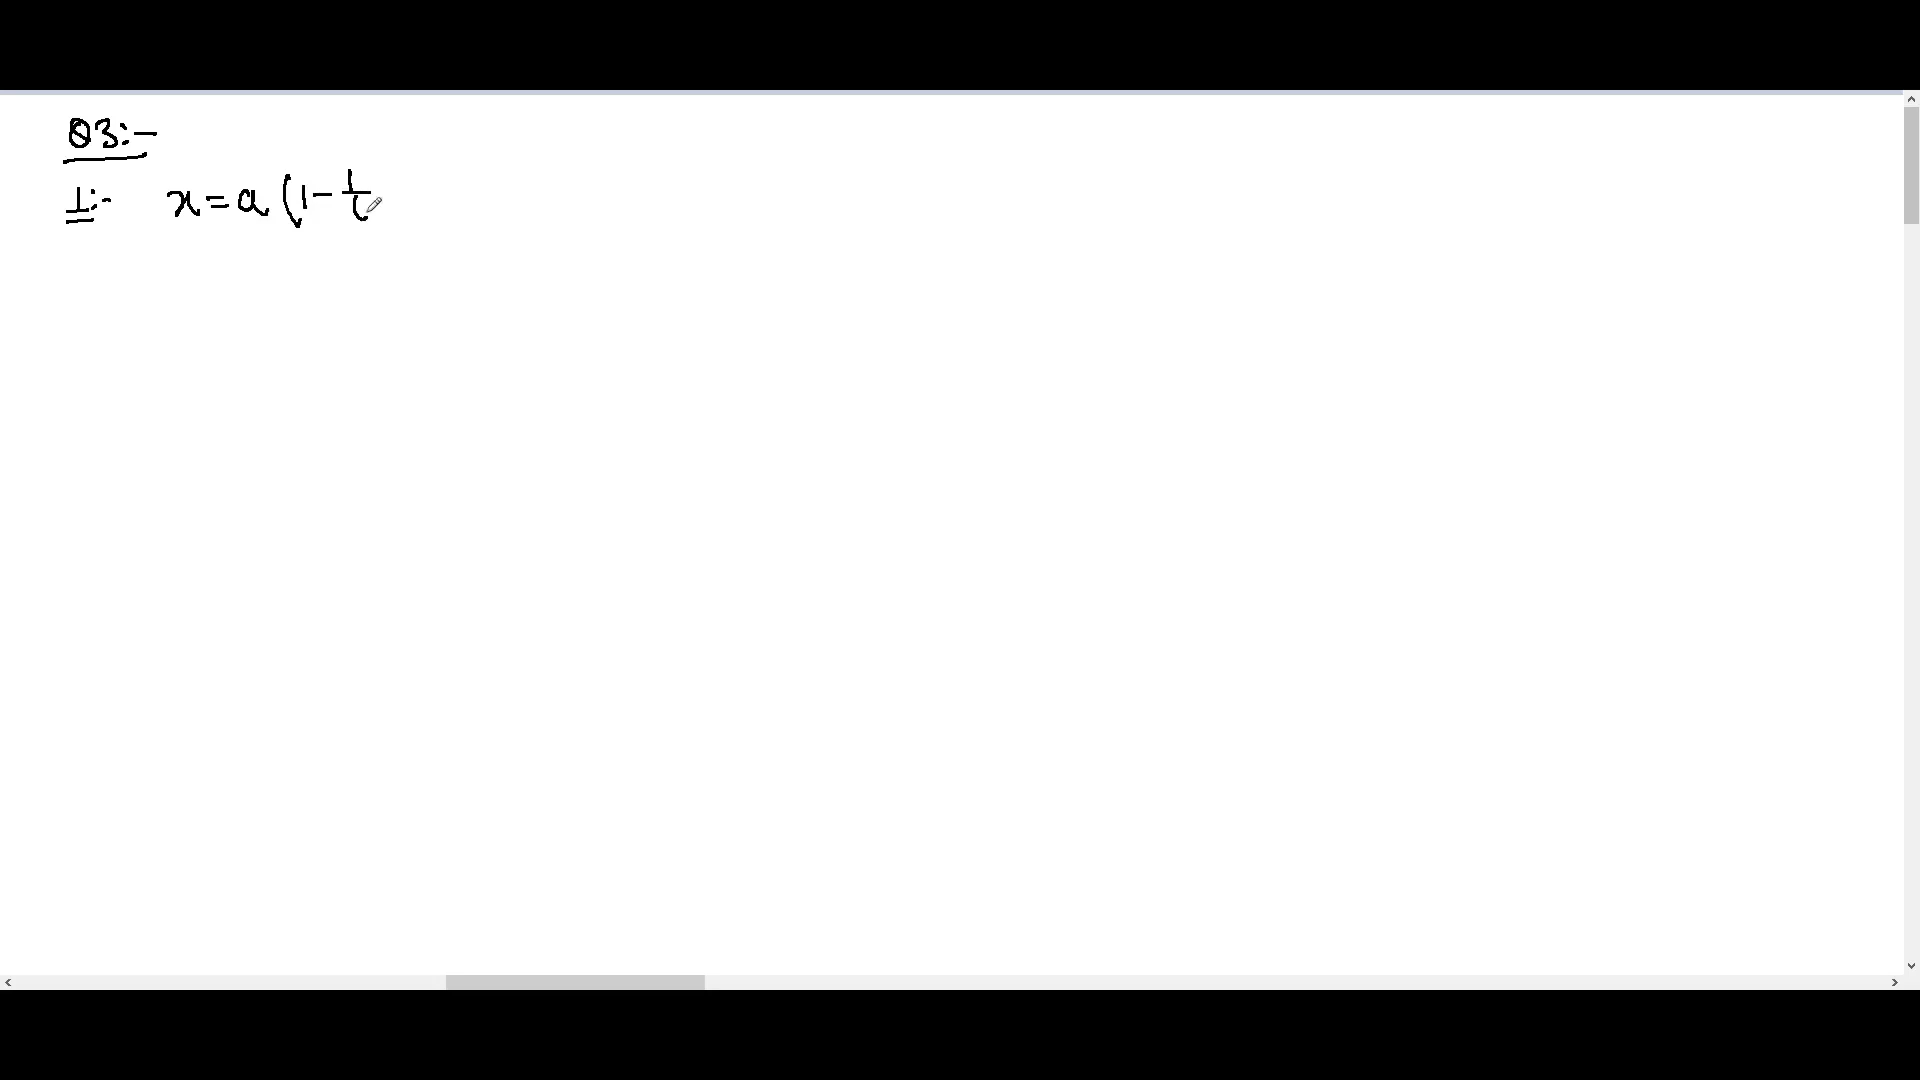 Q3:-
1:- x = a (1 - 1/t